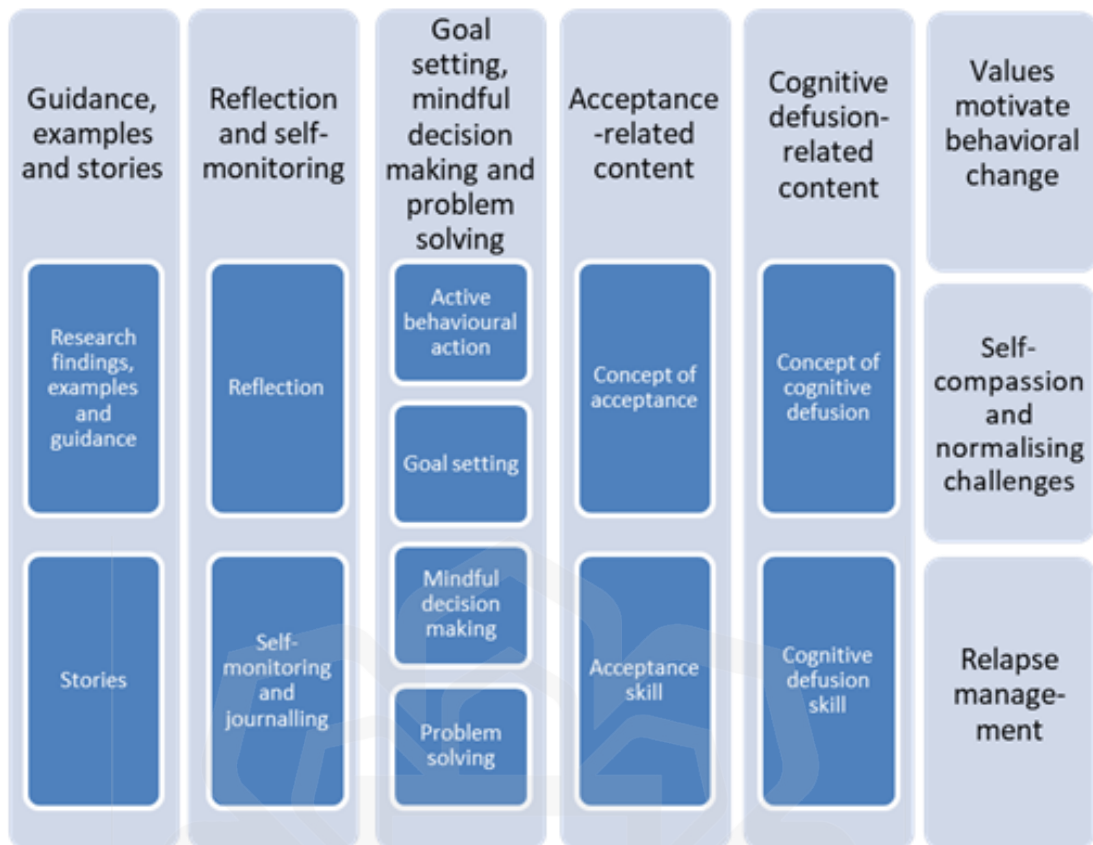 Guidance,
examples
and stories
Research
findings,
examples
and
guidance
Stories
Reflection
and self-
monitoring
Reflection
Self-
monitoring
and
journalling
Goal
setting,
mindful
decision
making and
problem
solving
Active
behavioural
action
Goal setting
Mindful
decision
making
Problem
solving
Acceptance
-related
content
Concept of
acceptance
Acceptance
skill
Cognitive
defusion-
related
content
Concept of
cognitive
defusion
Cognitive
defusion
skill
Values
motivate
behavioral
change
Self-
compassion
and
normalising
challenges
Relapse
manage-
ment